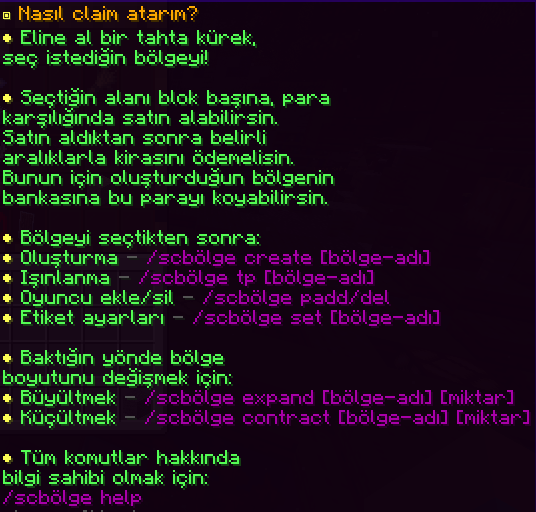 Nasıl claim atarım?
• Eline al bir tahta kürek,
seç istediğin bölgeyi!
• Seçtiğin alanı blok başına, para
karşılığında satın alabilirsin.
Satın aldıktan sonra belirli
aralıklarla kirasını ödemelisin.
Bunun için oluşturduğun bölgenin
bankasına bu parayı koyabilirsin.
• Bölgeyi seçtikten sonra:
• Oluşturma - /scbölge create [bölge-adı]
• Işınlanma - /scbölge tp [bölge-adı]
• Oyuncu ekle/sil - /scbölge padd/del
• Etiket ayarları - /scbölge set [bölge-adı]
• Baktığın yönde bölge
boyutunu değişmek için:
• Büyültmek - /scbölge expand [bölge-adı] [miktar]
• Küçültmek - /scbölge contract [bölge-adı] [miktar]
• Tüm komutlar hakkında
bilgi sahibi olmak için:
/scbölge help